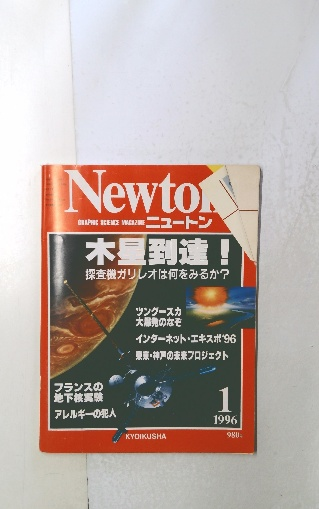 Newton
GRAPHIC SCIENCE MAGAZINE ニュートン
木星到達!
探査機ガリレオは何をみるか?
ツングースカ
大爆発のなぞ
インターネット・エキスポ'96
東京・神戸の未来プロジェクト
フランスの
地下核実験
アレルギーの犯人
1
1996
KYOIKUSHA
980